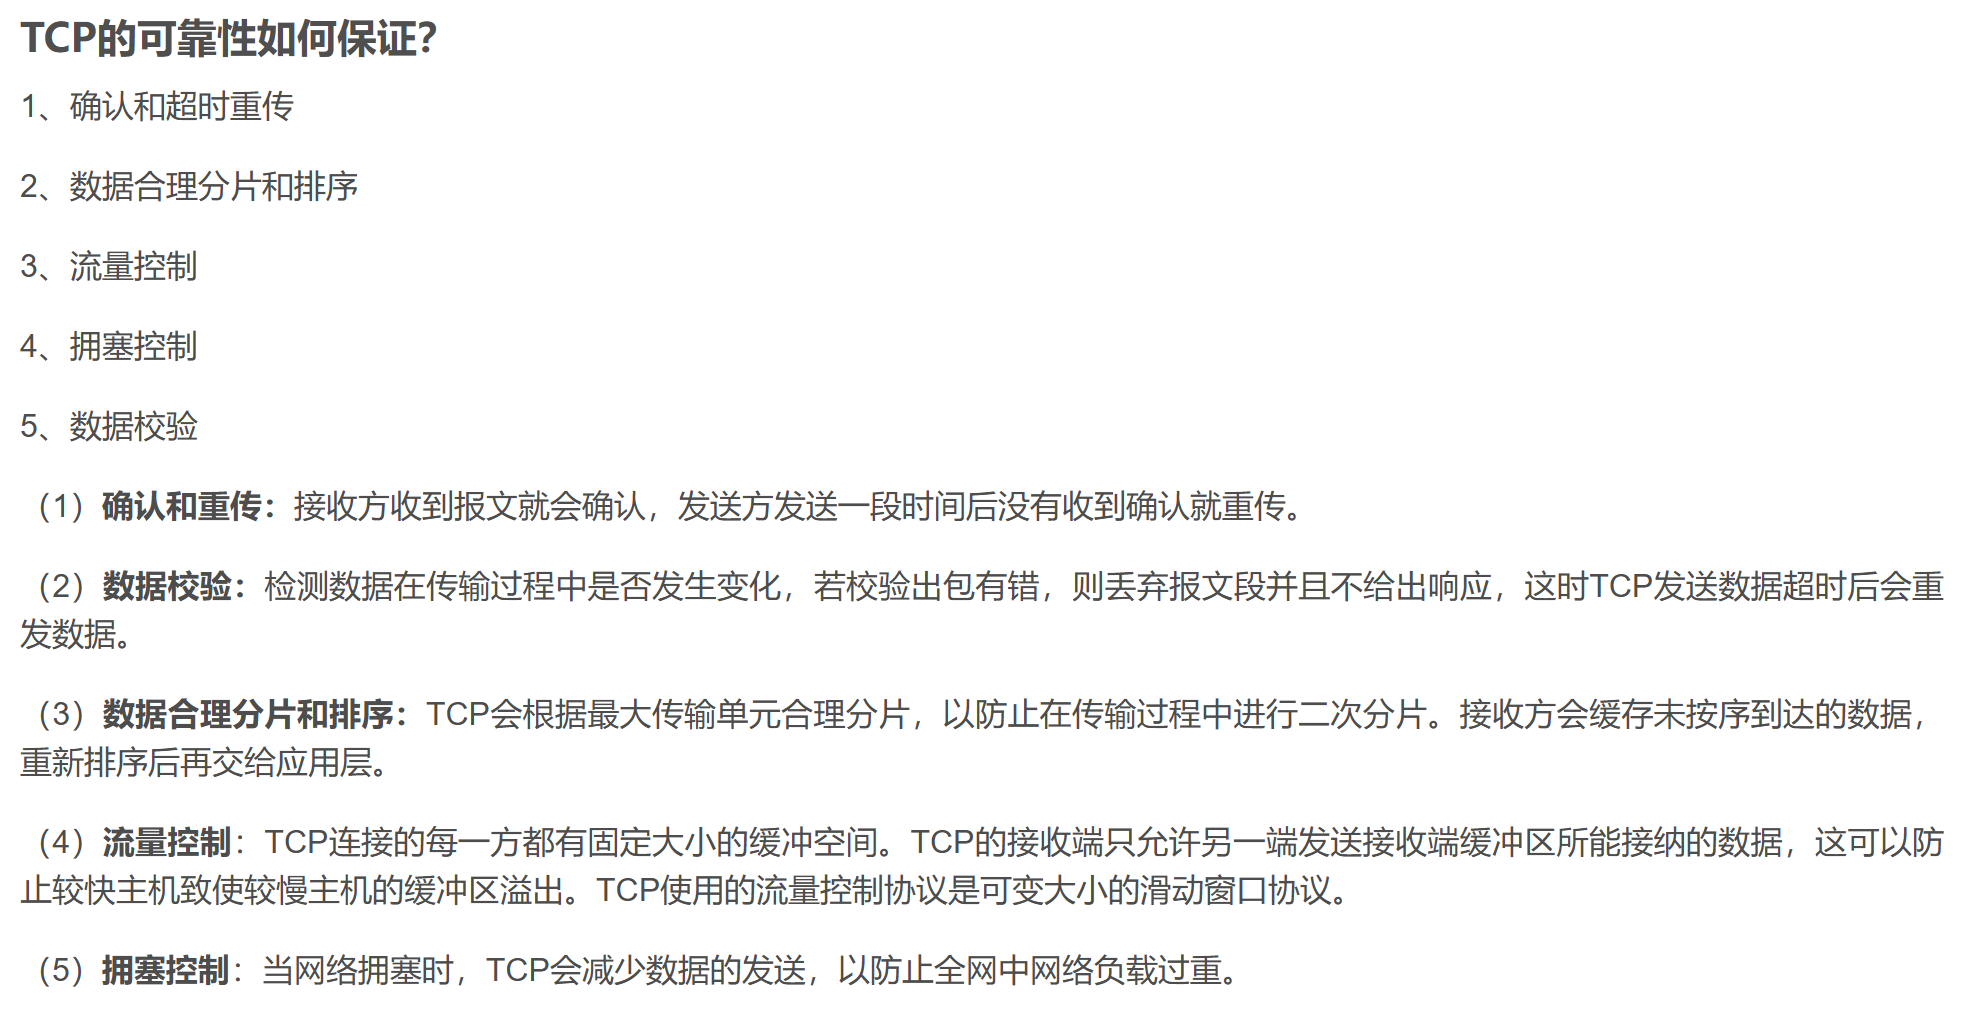 TCP的可靠性如何保证？
1、确认和超时重传
2、数据合理分片和排序
3、流量控制
4、拥塞控制
5、数据校验
（1）确认和重传：接收方收到报文就会确认，发送方发送一段时间后没有收到确认就重传。
（2）数据校验：检测数据在传输过程中是否发生变化，若校验出包有错，则丢弃报文段并且不给出响应，这时TCP发送数据超时后会重
发数据。
（3）数据合理分片和排序：TCP会根据最大传输单元合理分片，以防止在传输过程中进行二次分片。接收方会缓存未按序到达的数据，
重新排序后再交给应用层。
（4）流量控制：TCP连接的每一方都有固定大小的缓冲空间。TCP的接收端只允许另一端发送接收端缓冲区所能接纳的数据，这可以防
止较快主机致使较慢主机的缓冲区溢出。TCP使用的流量控制协议是可变大小的滑动窗口协议。
（5）拥塞控制：当网络拥塞时，TCP会减少数据的发送，以防止全网中网络负载过重。